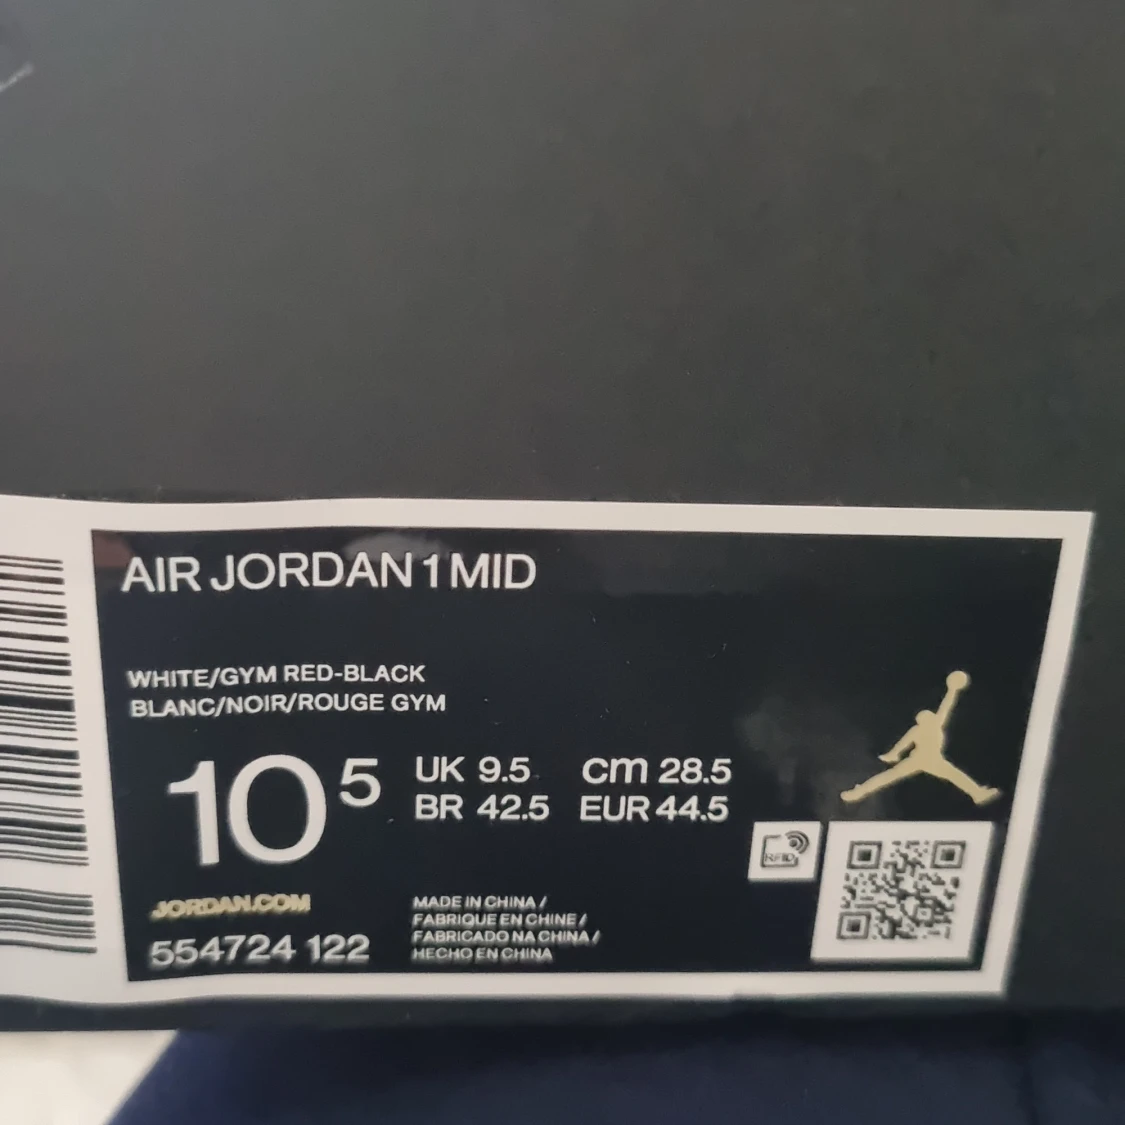 AIR JORDAN 1 MID
WHITE/GYM RED-BLACK
BLANC/NOIR/ROUGE GYM
10 5
UK 9.5 cm 28.5
BR 42.5 EUR 44.5
RFID
JORDAN.COM
554724 122
MADE IN CHINA /
FABRIQUE EN CHINE /
FABRICADO NA CHINA /
HECHO EN CHINA